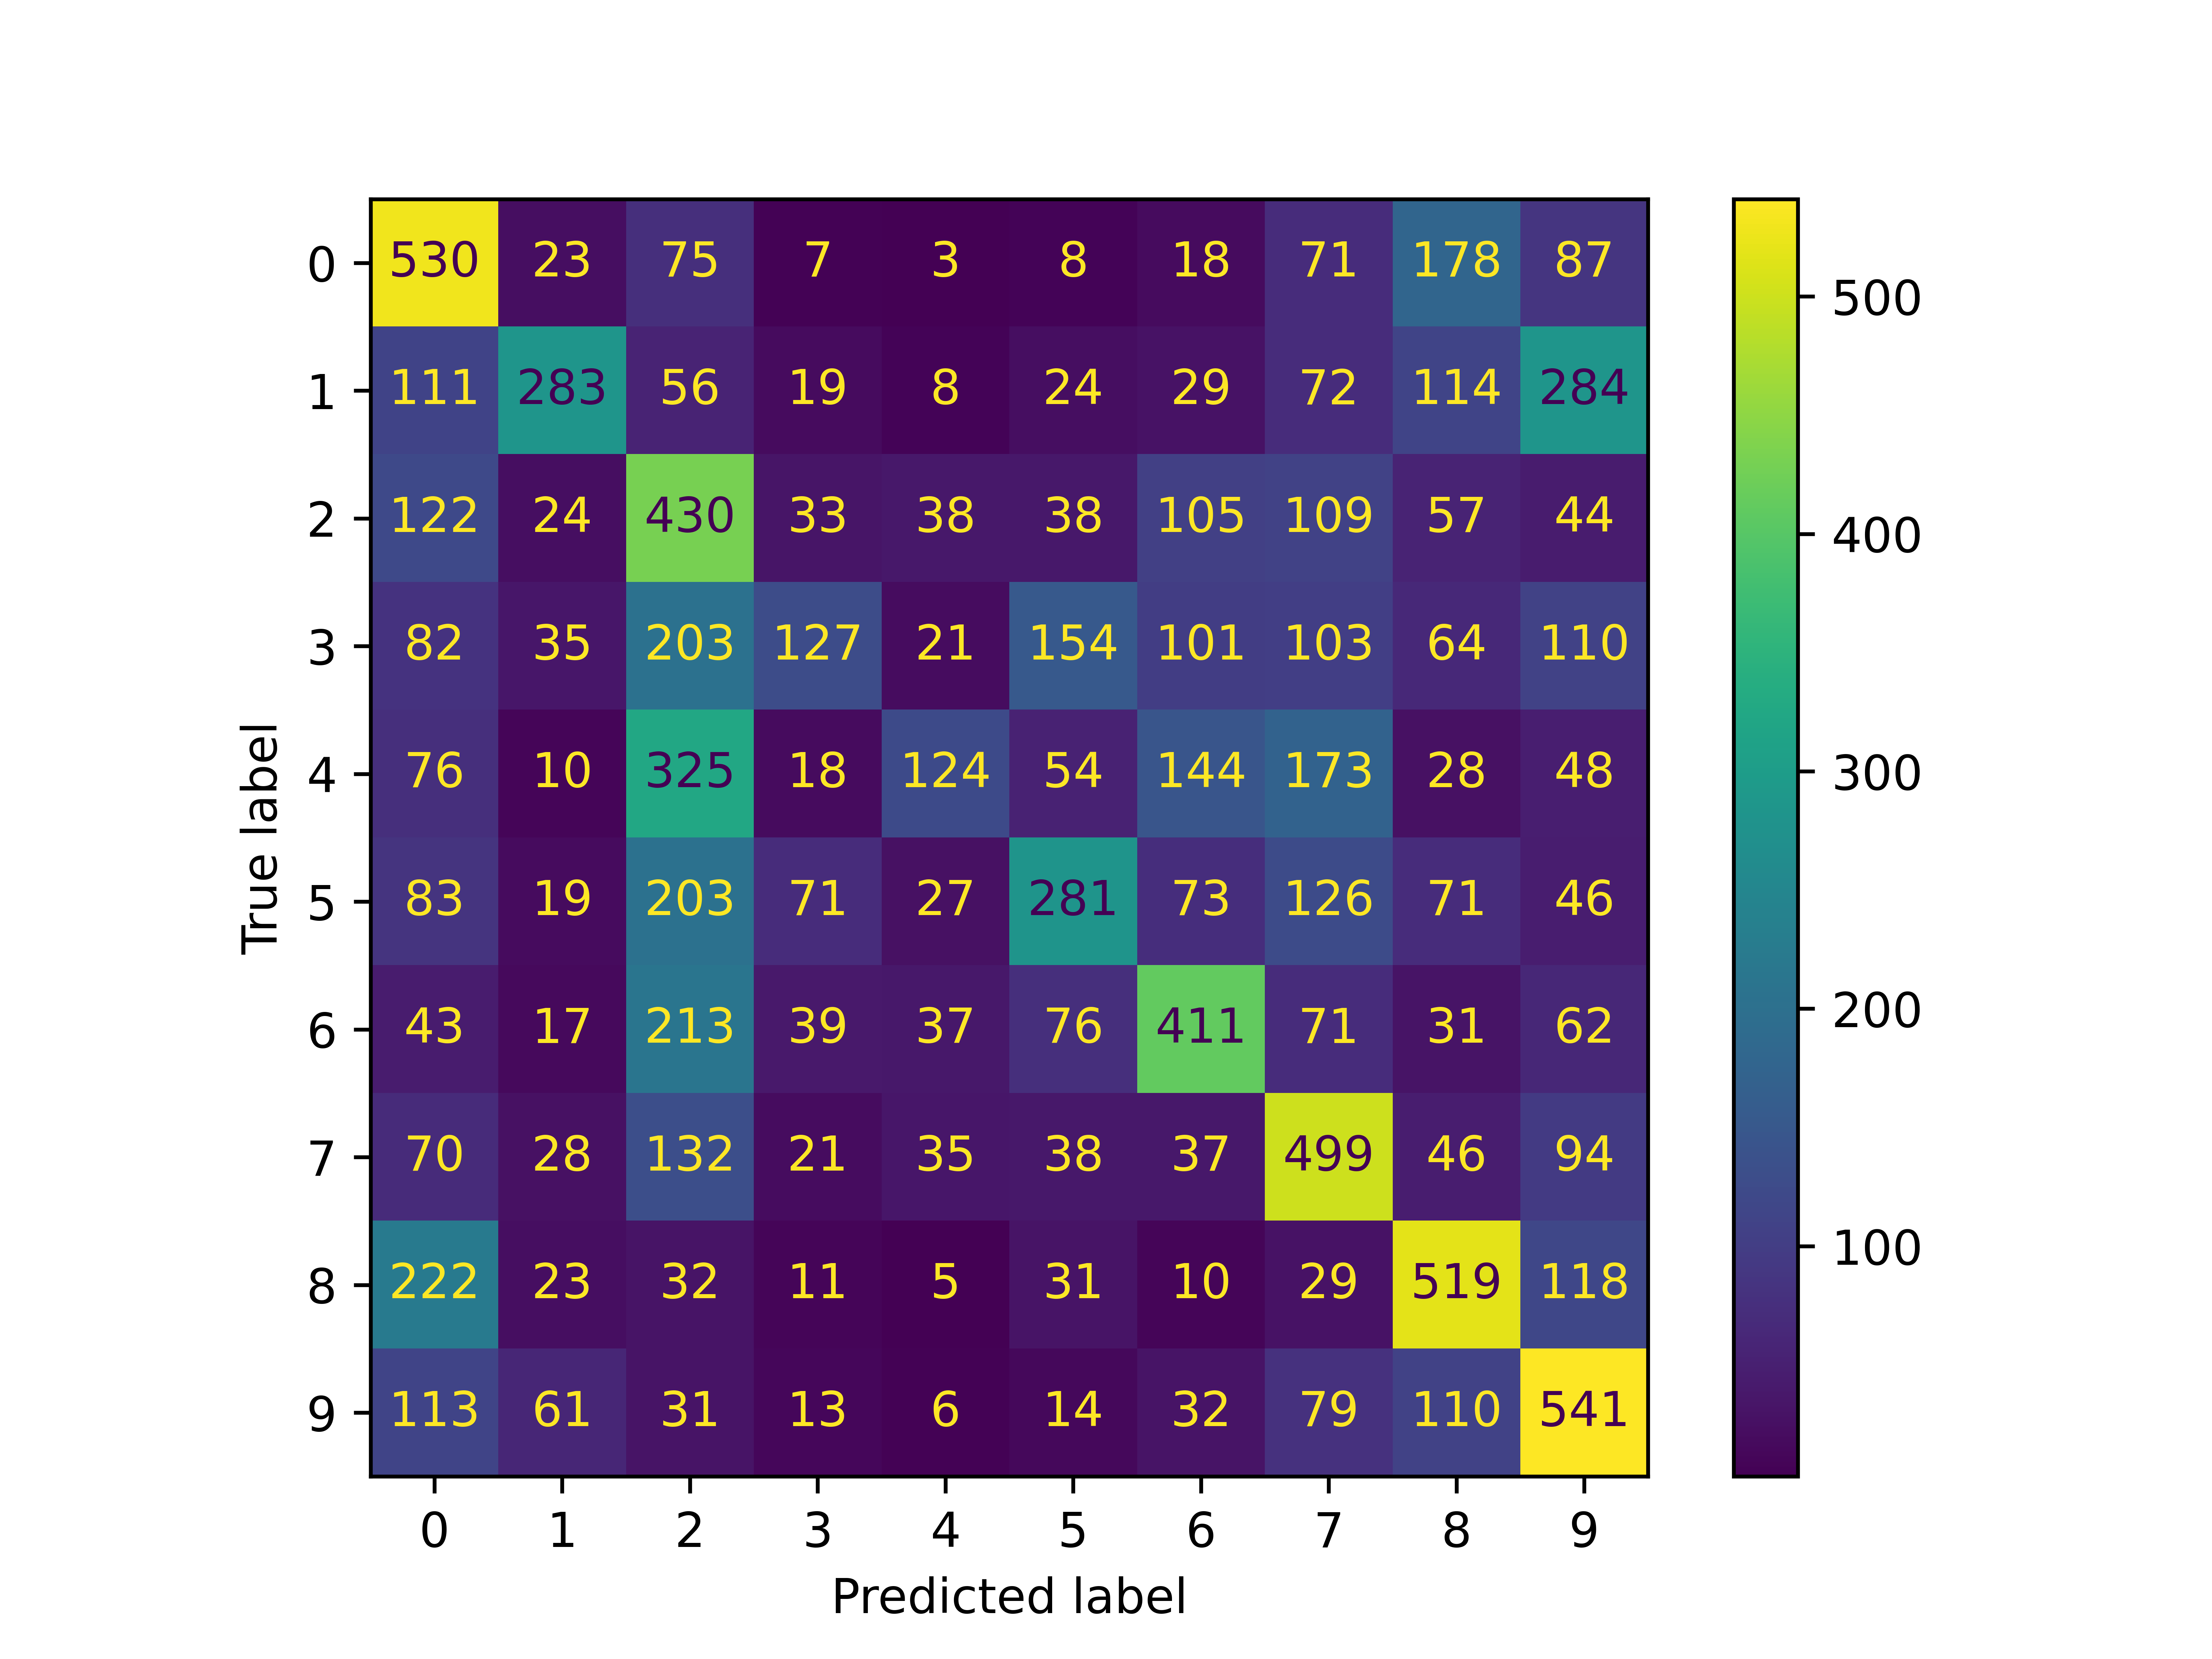 0 530 23 75 7 3 8 18 71 178 87
1 111 283 56 19 8 24 29 72 114 284
2 122 24 430 33 38 38 105 109 57 44
3 82 35 203 127 21 154 101 103 64 110
4 76 10 325 18 124 54 144 173 28 48
5 83 19 203 71 27 281 73 126 71 46
6 43 17 213 39 37 76 411 71 31 62
7 70 28 132 21 35 38 37 499 46 94
8 222 23 32 11 5 31 10 29 519 118
9 113 61 31 13 6 14 32 79 110 541
0 1 2 3 4 5 6 7 8 9
Predicted label
True label
500
400
300
200
100